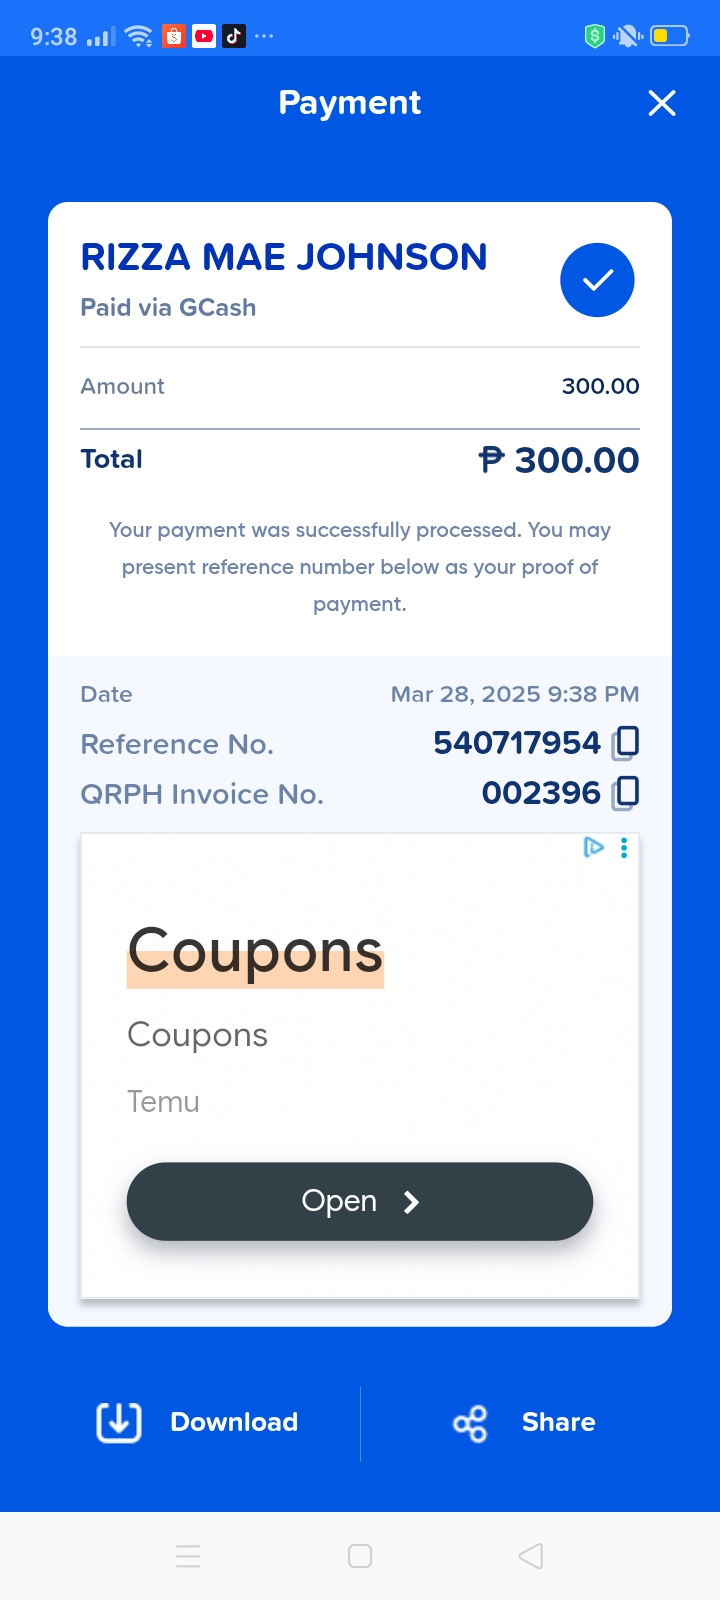 9:38
Payment
RIZZA MAE JOHNSON
Paid via GCash
Amount 300.00
Total ₱ 300.00
Your payment was successfully processed. You may
present reference number below as your proof of
payment.
Date Mar 28, 2025 9:38 PM
Reference No. 540717954
QRPH Invoice No. 002396
Coupons
Coupons
Temu
Open
Download Share